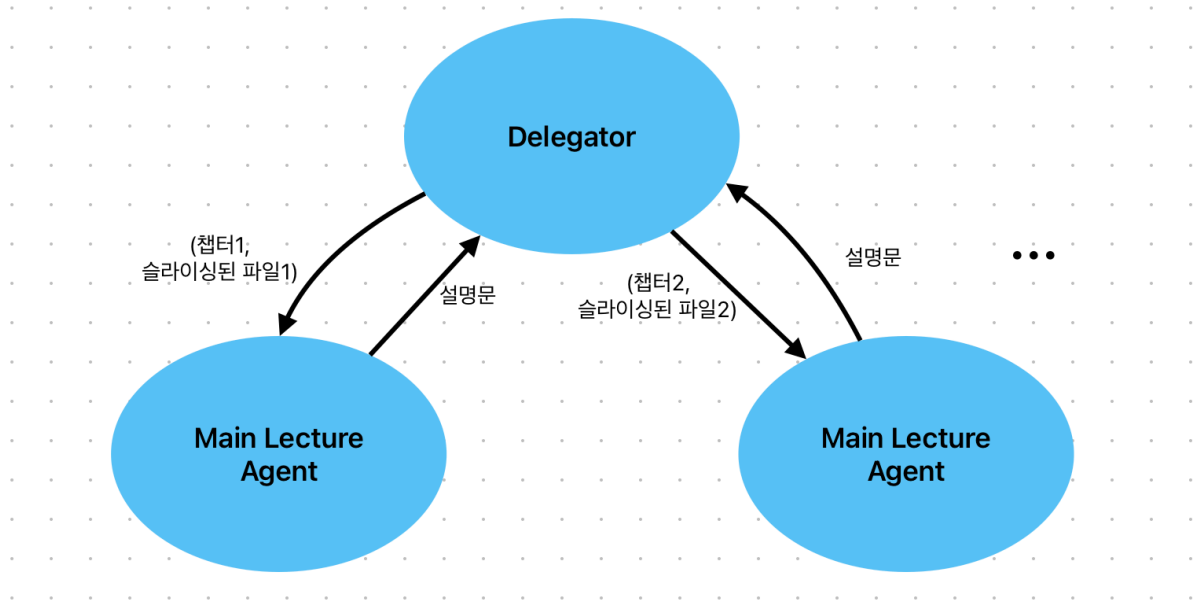 Delegator
(챕터1,
슬라이싱된 파일1)
설명문
(챕터2,
슬라이싱된 파일2)
설명문
•••
Main Lecture
Agent
Main Lecture
Agent